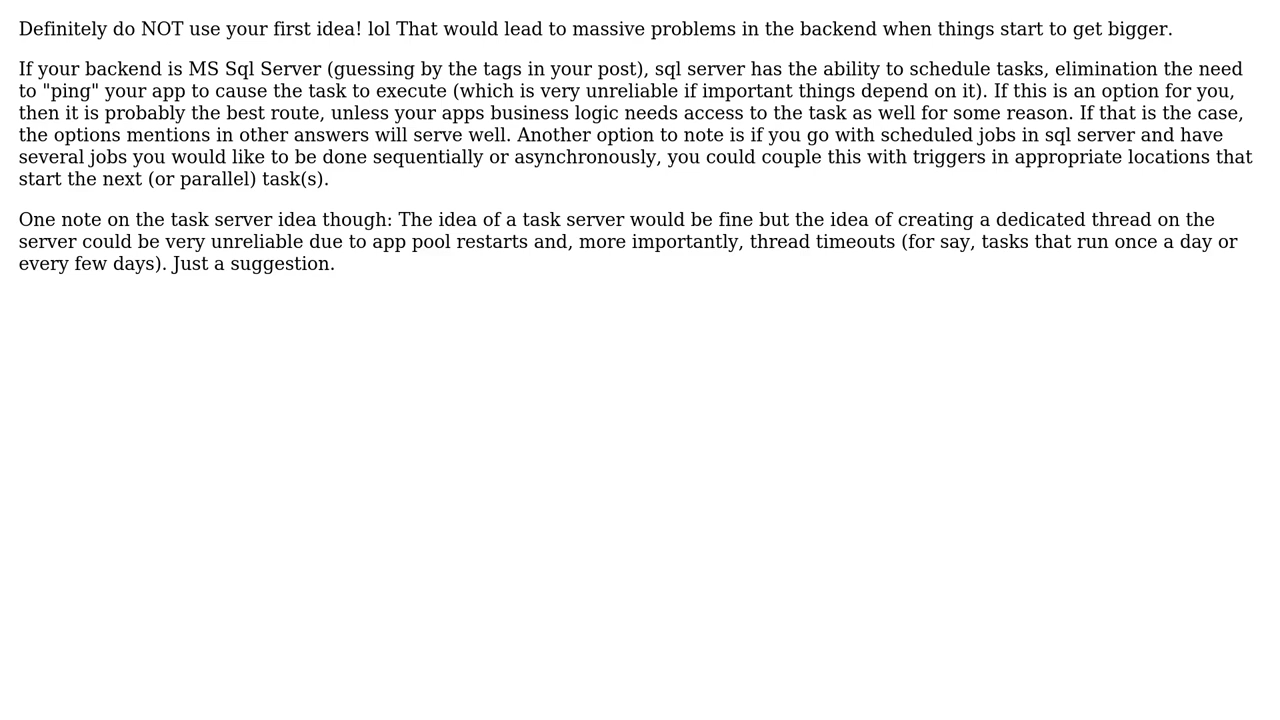 Definitely do NOT use your first idea! lol That would lead to massive problems in the backend when things start to get bigger.
If your backend is MS Sql Server (guessing by the tags in your post), sql server has the ability to schedule tasks, elimination the need
to "ping" your app to cause the task to execute (which is very unreliable if important things depend on it). If this is an option for you,
then it is probably the best route, unless your apps business logic needs access to the task as well for some reason. If that is the case,
the options mentions in other answers will serve well. Another option to note is if you go with scheduled jobs in sql server and have
several jobs you would like to be done sequentially or asynchronously, you could couple this with triggers in appropriate locations that
start the next (or parallel) task(s).
One note on the task server idea though: The idea of a task server would be fine but the idea of creating a dedicated thread on the
server could be very unreliable due to app pool restarts and, more importantly, thread timeouts (for say, tasks that run once a day or
every few days). Just a suggestion.